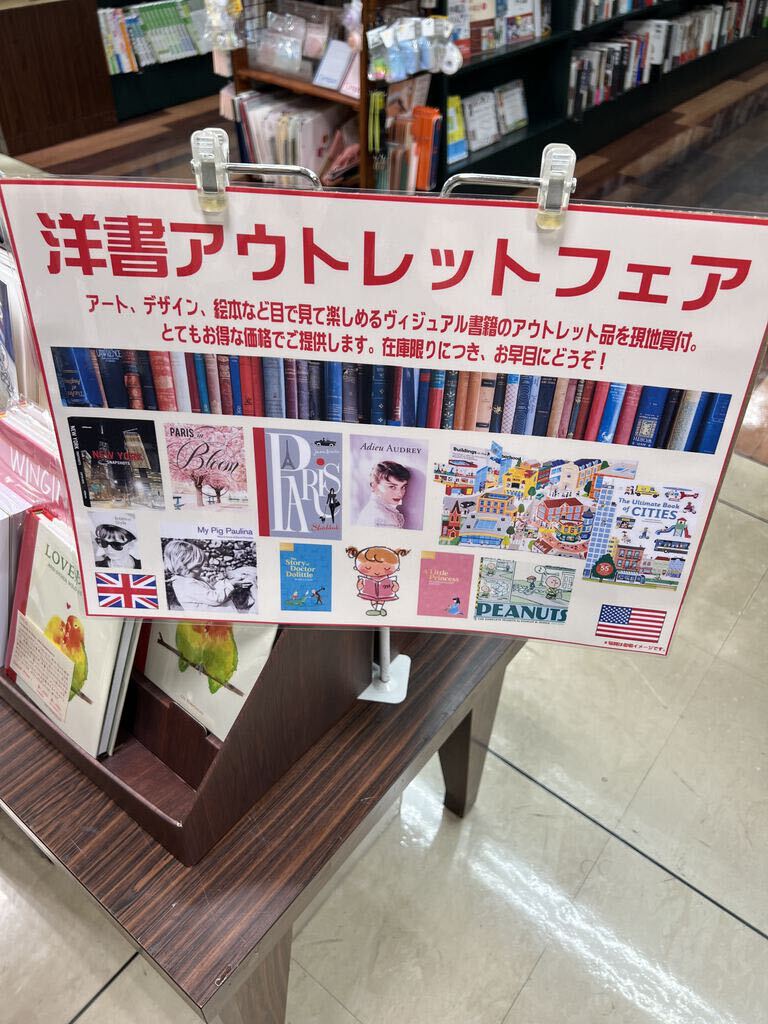 洋書アウトレットフェア
アート、デザイン、絵本など目で見て楽しめるヴィジュアル書籍のアウトレット品を現地買付。
とてもお得な価格でご提供します。在庫限りにつき、お早目にどうぞ！
NEW YORK
SNAPSHOTS
PARIS in
Bloom
PARIS
Adieu AUDREY
Buildings
The Ultimate Book
of CITIES
My Pig Paulina
The
Story of
Doctor
Dolittle
A Little
Princess
PEANUTS
55
WINGIN
LOVE